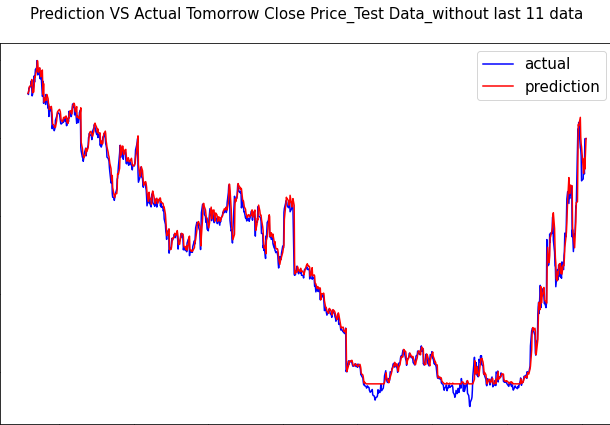 Prediction VS Actual Tomorrow Close Price_Test Data_without last 11 data
actual
prediction